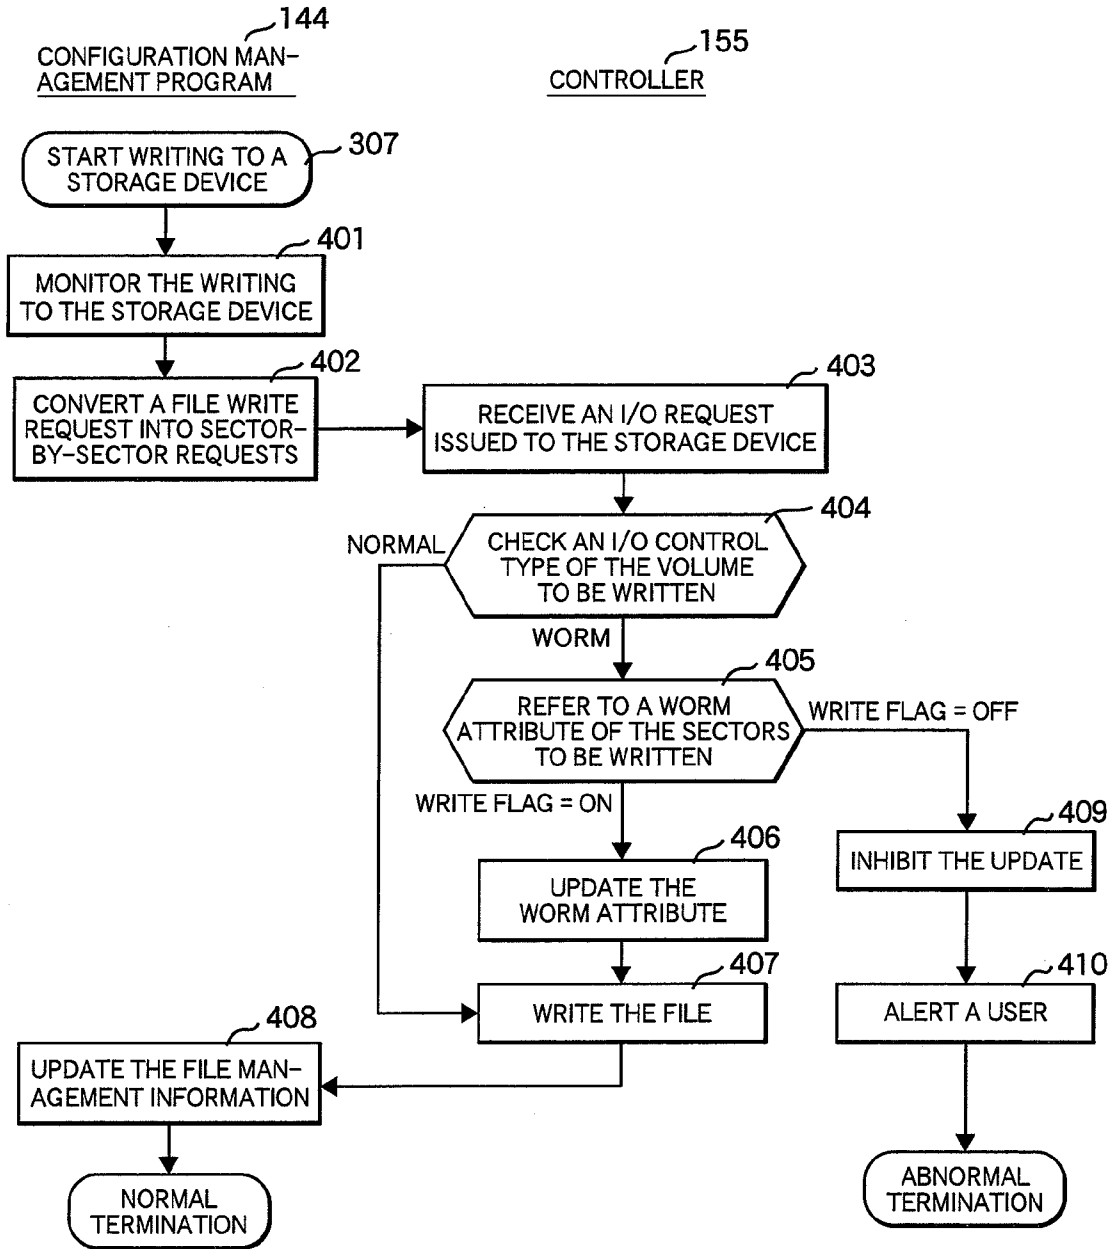 144
CONFIGURATION MAN-
AGEMENT PROGRAM
155
CONTROLLER
307
START WRITING TO A
STORAGE DEVICE
401
MONITOR THE WRITING
TO THE STORAGE DEVICE
402
CONVERT A FILE WRITE
REQUEST INTO SECTOR-
BY-SECTOR REQUESTS
403
RECEIVE AN I/O REQUEST
ISSUED TO THE STORAGE DEVICE
404
CHECK AN I/O CONTROL
TYPE OF THE VOLUME
TO BE WRITTEN
NORMAL
WORM
405
REFER TO A WORM
ATTRIBUTE OF THE SECTORS
TO BE WRITTEN
WRITE FLAG = OFF
WRITE FLAG = ON
406
UPDATE THE
WORM ATTRIBUTE
409
INHIBIT THE UPDATE
407
WRITE THE FILE
410
ALERT A USER
408
UPDATE THE FILE MAN-
AGEMENT INFORMATION
NORMAL
TERMINATION
ABNORMAL
TERMINATION